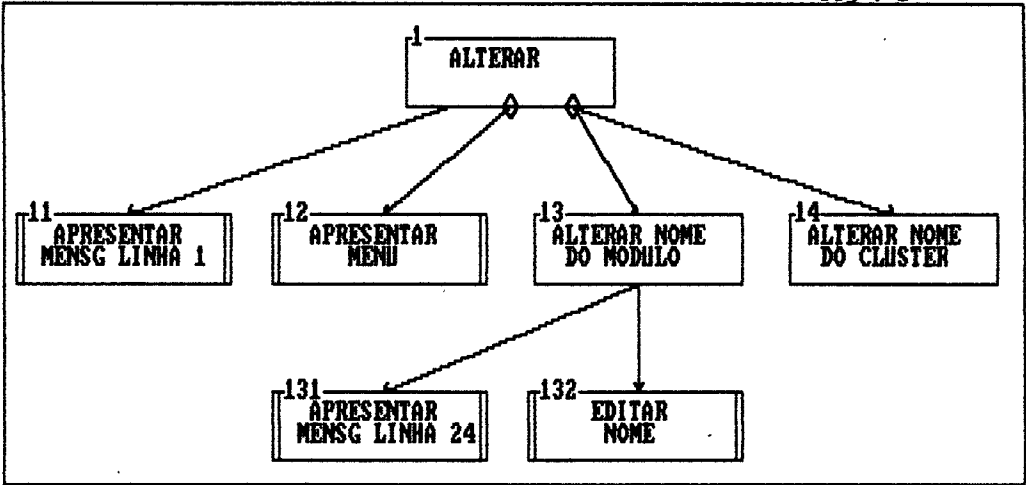 1
ALTERAR
11
APRESENTAR
MENSG LINHA 1
12
APRESENTAR
MENU
13
ALTERAR NOME
DO MODULO
14
ALTERAR NOME
DO CLUSTER
131
APRESENTAR
MENSG LINHA 24
132
EDITAR
NOME